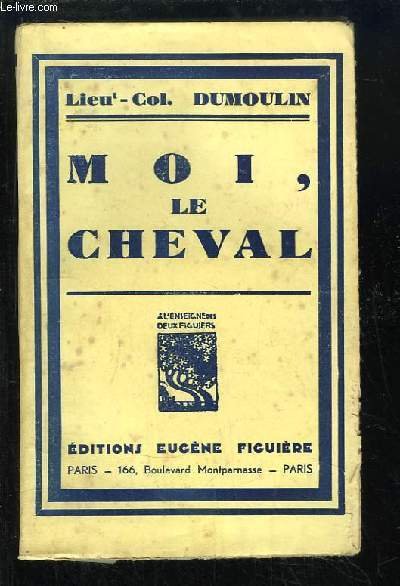 Lieuᵗ-Col. DUMOULIN
MOI,
LE
CHEVAL
A L'ENSEIGNE DES
DEUX FIGUIERS
ÉDITIONS EUGÈNE FIGUIÈRE
PARIS – 166, Boulevard Montparnasse – PARIS
© le-livre.com